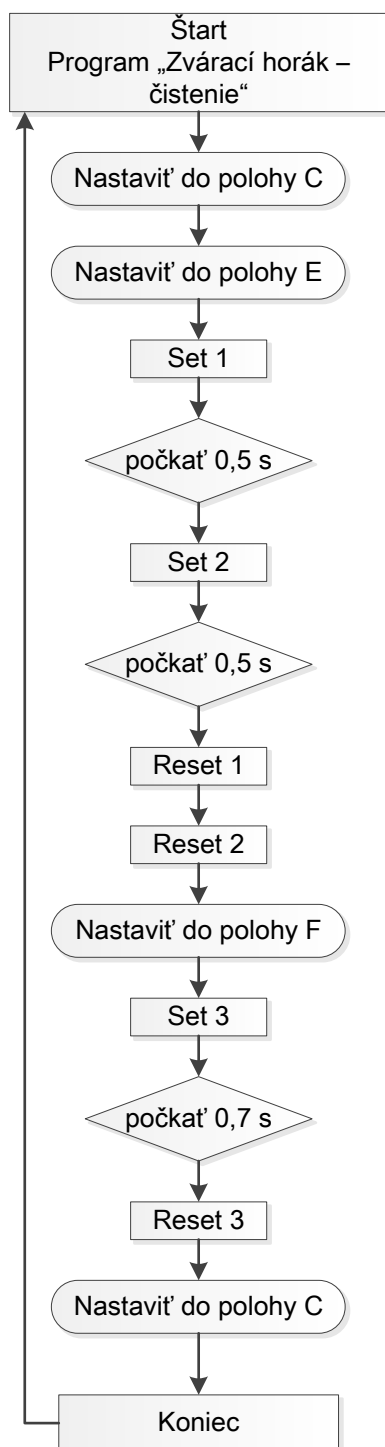 Štart
Program „Zvárací horák –
čistenie“
Nastaviť do polohy C
Nastaviť do polohy E
Set 1
počkať 0,5 s
Set 2
počkať 0,5 s
Reset 1
Reset 2
Nastaviť do polohy F
Set 3
počkať 0,7 s
Reset 3
Nastaviť do polohy C
Koniec